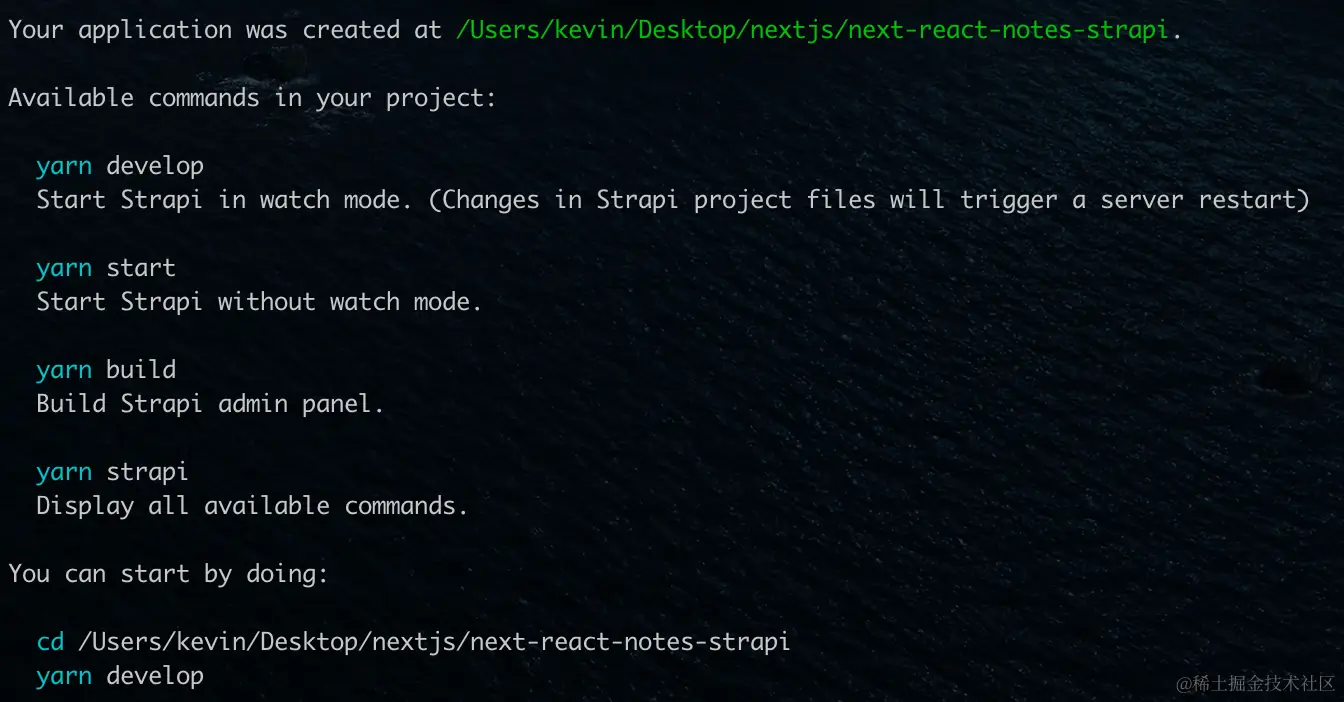 Your application was created at /Users/kevin/Desktop/nextjs/next-react-notes-strapi.
Available commands in your project:
yarn develop
Start Strapi in watch mode. (Changes in Strapi project files will trigger a server restart)
yarn start
Start Strapi without watch mode.
yarn build
Build Strapi admin panel.
yarn strapi
Display all available commands.
You can start by doing:
cd /Users/kevin/Desktop/nextjs/next-react-notes-strapi
yarn develop
@稀土掘金技术社区